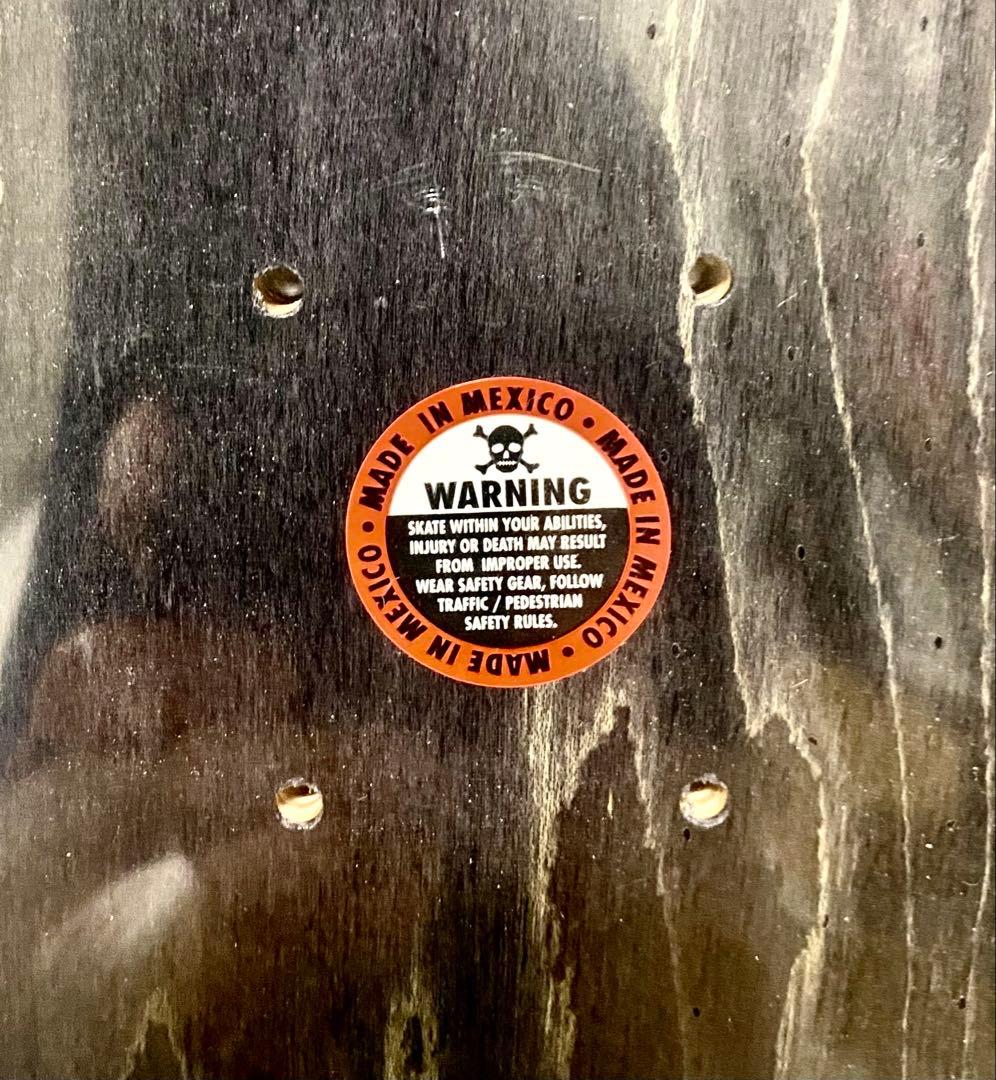 MADE IN MEXICO • MADE IN MEXICO • MADE IN MEXICO •
WARNING
SKATE WITHIN YOUR ABILITIES,
INJURY OR DEATH MAY RESULT
FROM IMPROPER USE.
WEAR SAFETY GEAR, FOLLOW
TRAFFIC / PEDESTRIAN
SAFETY RULES.